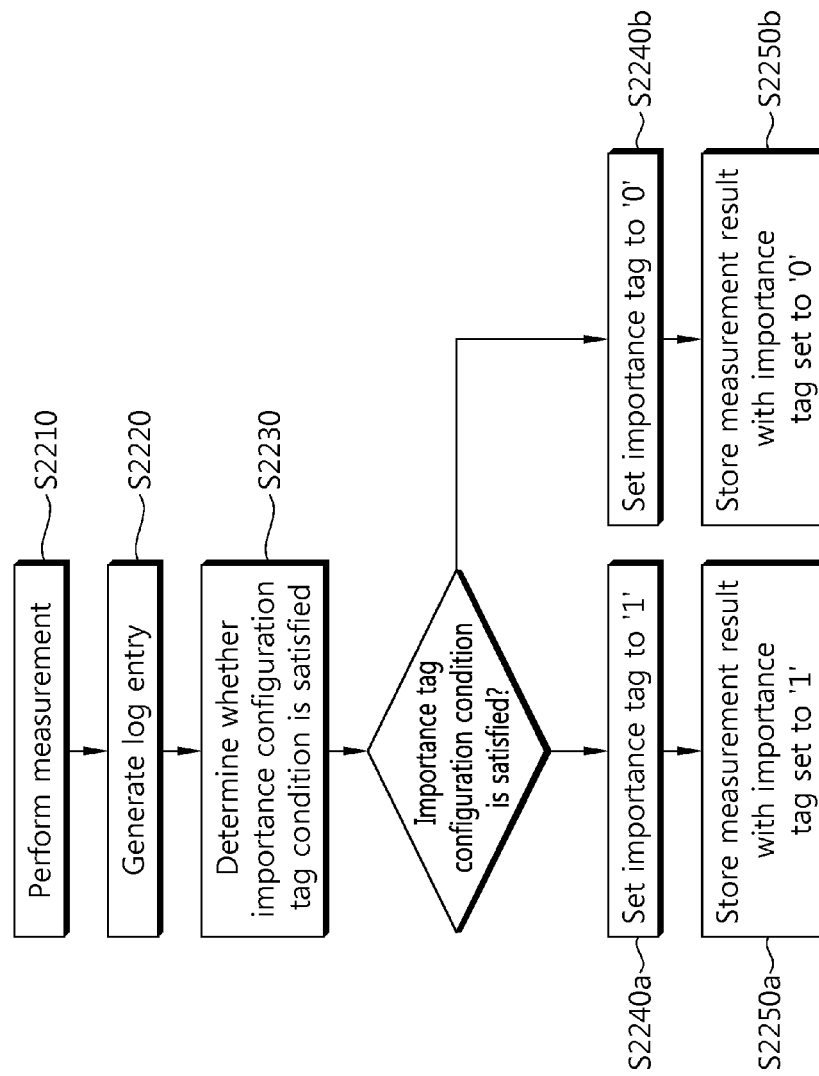 Perform measurement
S2210
Generate log entry
S2220
Determine whether
importance configuration
tag condition is satisfied
S2230
Importance tag
configuration condition
is satisfied?
S2240a
Set importance tag to '1'
Set importance tag to '0'
S2240b
S2250a
Store measurement result
with importance
tag set to '1'
Store measurement result
with importance
tag set to '0'
S2250b